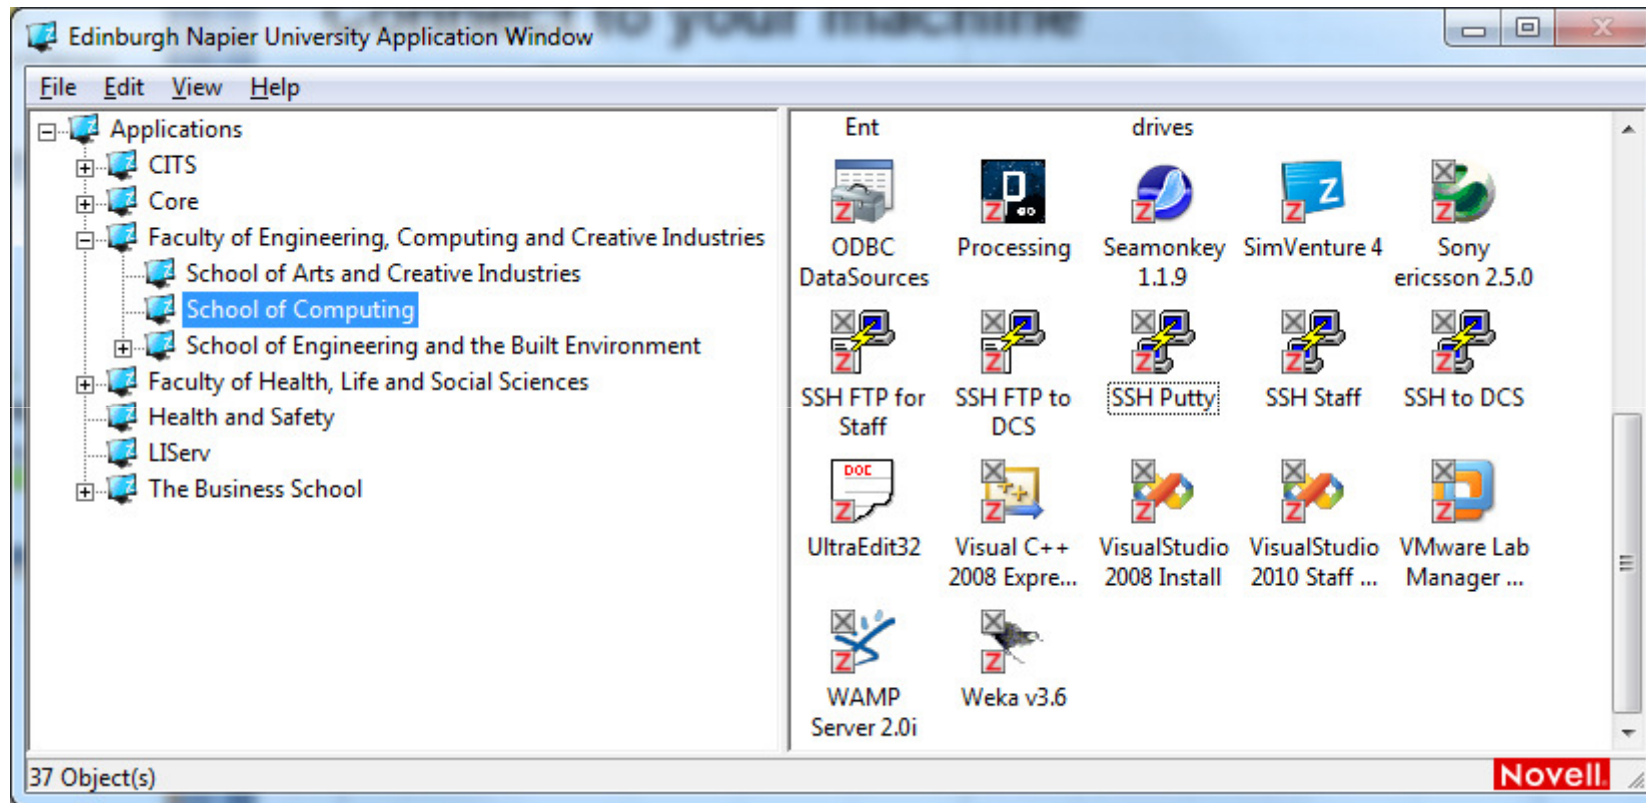 Connect to your machine
Edinburgh Napier University Application Window
File Edit View Help
Applications
CITS
Core
Faculty of Engineering, Computing and Creative Industries
School of Arts and Creative Industries
School of Computing
School of Engineering and the Built Environment
Faculty of Health, Life and Social Sciences
Health and Safety
LIServ
The Business School
Ent
drives
ODBC DataSources
Processing
Seamonkey 1.1.9
SimVenture 4
Sony ericsson 2.5.0
SSH FTP for Staff
SSH FTP to DCS
SSH Putty
SSH Staff
SSH to DCS
DOC
UltraEdit32
Visual C++ 2008 Expre...
VisualStudio 2008 Install
VisualStudio 2010 Staff ...
VMware Lab Manager ...
WAMP Server 2.0i
Weka v3.6
37 Object(s)
Novell.